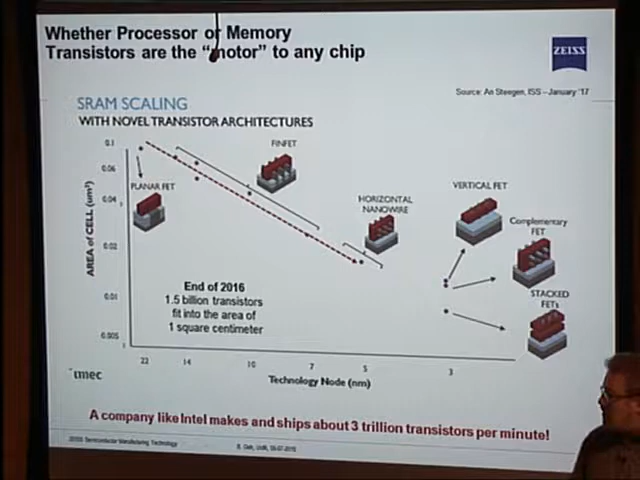 Whether Processor or Memory
Transistors are the “motor” to any chip
ZEISS
Source: An Steegen, ISS – January '17
SRAM SCALING
WITH NOVEL TRANSISTOR ARCHITECTURES
AREA of CELL (um²)
0.1
0.06
0.04
0.02
0.01
0.005
PLANAR FET
FINFET
HORIZONTAL
NANOWIRE
VERTICAL FET
Complementary
FET
STACKED
FETs
End of 2016
1.5 billion transistors
fit into the area of
1 square centimeter
22 14 10 7 5 3
Technology Node (nm)
imec
A company like Intel makes and ships about 3 trillion transistors per minute!
ZEISS Semiconductor Manufacturing Technology